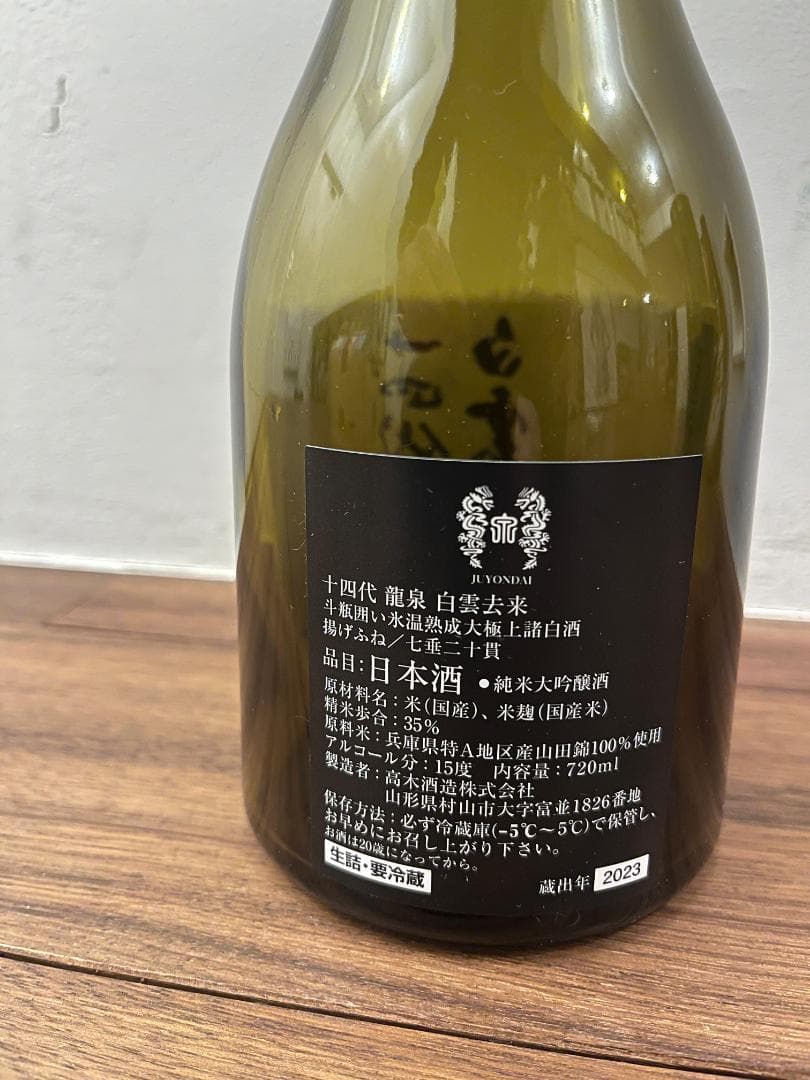 JUYONDAI
十四代 龍泉 白雲去来
斗瓶囲い氷温熟成大極上諸白酒
揚げふね／七垂二十貫
品目:日本酒 ●純米大吟醸酒
原材料名:米(国産)、米麹(国産米)
精米歩合:35%
原料米:兵庫県特A地区産山田錦100%使用
アルコール分:15度 内容量:720ml
製造者:高木酒造株式会社
山形県村山市大字富並1826番地
保存方法:必ず冷蔵庫(-5℃〜5℃)で保管し、
お早めにお召し上がり下さい。
お酒は20歳になってから。
生詰・要冷蔵
蔵出年 2023